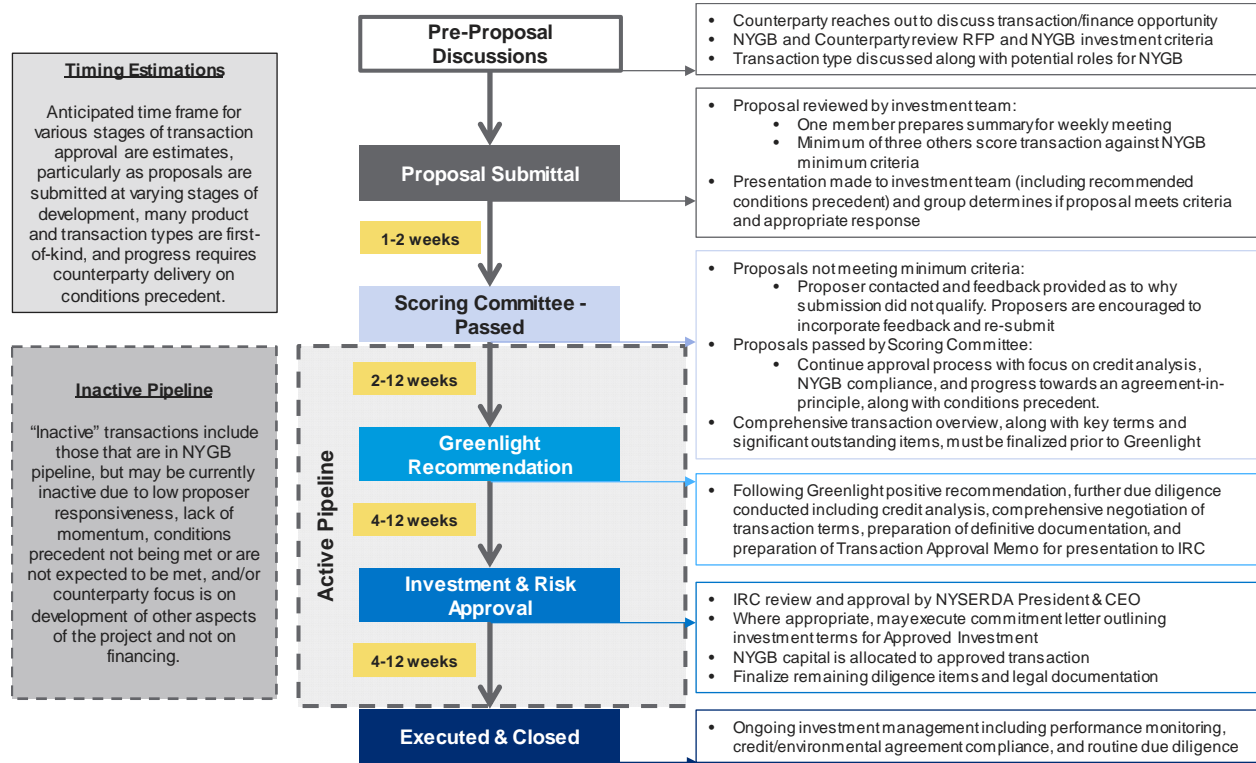 Timing Estimations
Anticipated time frame for
various stages of transaction
approval are estimates,
particularly as proposals are
submitted at varying stages of
development, many product
and transaction types are first-
of-kind, and progress requires
counterparty delivery on
conditions precedent.
Inactive Pipeline
“Inactive” transactions include
those that are in NYGB
pipeline, but may be currently
inactive due to low proposer
responsiveness, lack of
momentum, conditions
precedent not being met or are
not expected to be met, and/or
counterparty focus is on
development of other aspects
of the project and not on
financing.
Pre-Proposal
Discussions
Proposal Submittal
1-2 weeks
Scoring Committee -
Passed
Active Pipeline
2-12 weeks
Greenlight
Recommendation
4-12 weeks
Investment & Risk
Approval
4-12 weeks
Executed & Closed
• Counterparty reaches out to discuss transaction/finance opportunity
• NYGB and Counterparty review RFP and NYGB investment criteria
• Transaction type discussed along with potential roles for NYGB
• Proposal reviewed by investment team:
• One member prepares summary for weekly meeting
• Minimum of three others score transaction against NYGB
minimum criteria
• Presentation made to investment team (including recommended
conditions precedent) and group determines if proposal meets criteria
and appropriate response
• Proposals not meeting minimum criteria:
• Proposer contacted and feedback provided as to why
submission did not qualify. Proposers are encouraged to
incorporate feedback and re-submit
• Proposals passed by Scoring Committee:
• Continue approval process with focus on credit analysis,
NYGB compliance, and progress towards an agreement-in-
principle, along with conditions precedent.
• Comprehensive transaction overview, along with key terms and
significant outstanding items, must be finalized prior to Greenlight
• Following Greenlight positive recommendation, further due diligence
conducted including credit analysis, comprehensive negotiation of
transaction terms, preparation of definitive documentation, and
preparation of Transaction Approval Memo for presentation to IRC
• IRC review and approval by NYSERDA President & CEO
• Where appropriate, may execute commitment letter outlining
investment terms for Approved Investment
• NYGB capital is allocated to approved transaction
• Finalize remaining diligence items and legal documentation
• Ongoing investment management including performance monitoring,
credit/environmental agreement compliance, and routine due diligence